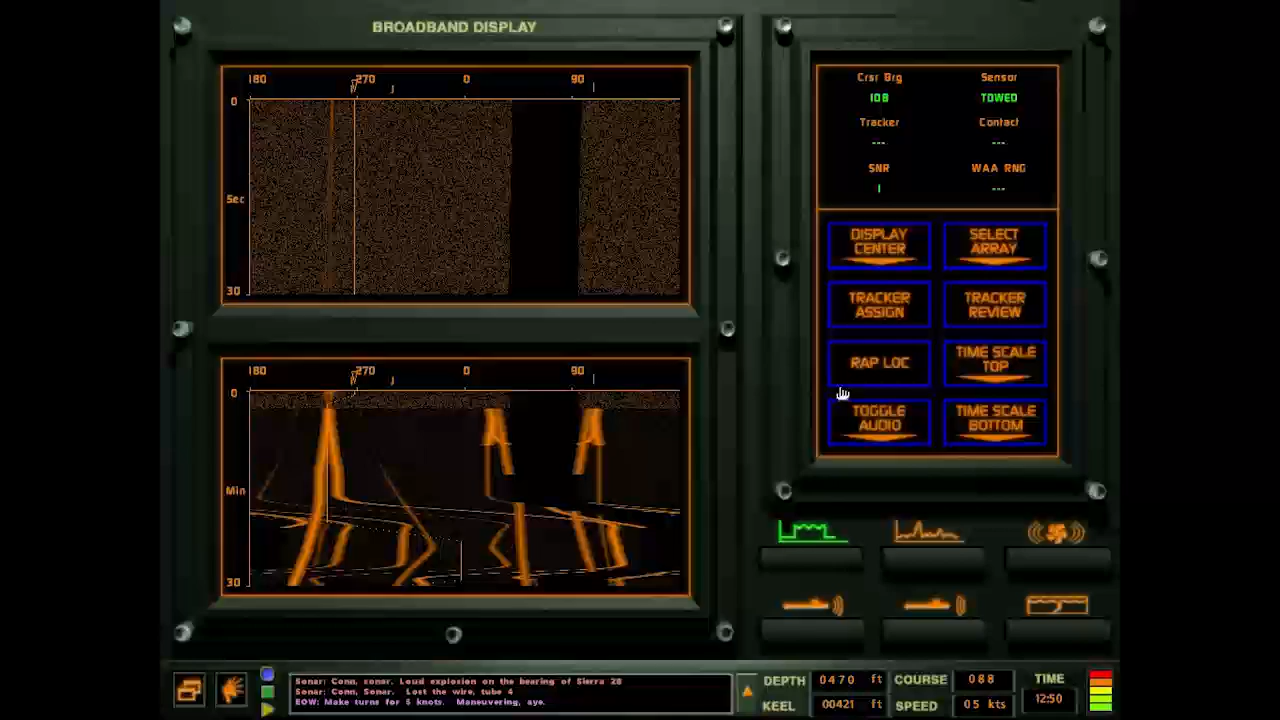 BROADBAND DISPLAY
180 270 0 90
0
Sec
30
180 270 0 90
0
Min
30
Crsr Brg Sensor
108 TOWED
Tracker Contact
--- ---
SNR WAA RNG
1 ---
DISPLAY CENTER
SELECT ARRAY
TRACKER ASSIGN
TRACKER REVIEW
RAP LOC
TIME SCALE TOP
TOGGLE AUDIO
TIME SCALE BOTTOM
Sonar: Conn, sonar. Loud explosion on the bearing of Sierra 28
Sonar: Conn, Sonar. Lost the wire, tube 4
EOW: Make turns for 5 knots. Maneuvering, aye.
DEPTH 0470 ft COURSE 088 TIME
KEEL 00421 ft SPEED 05 kts 12:50